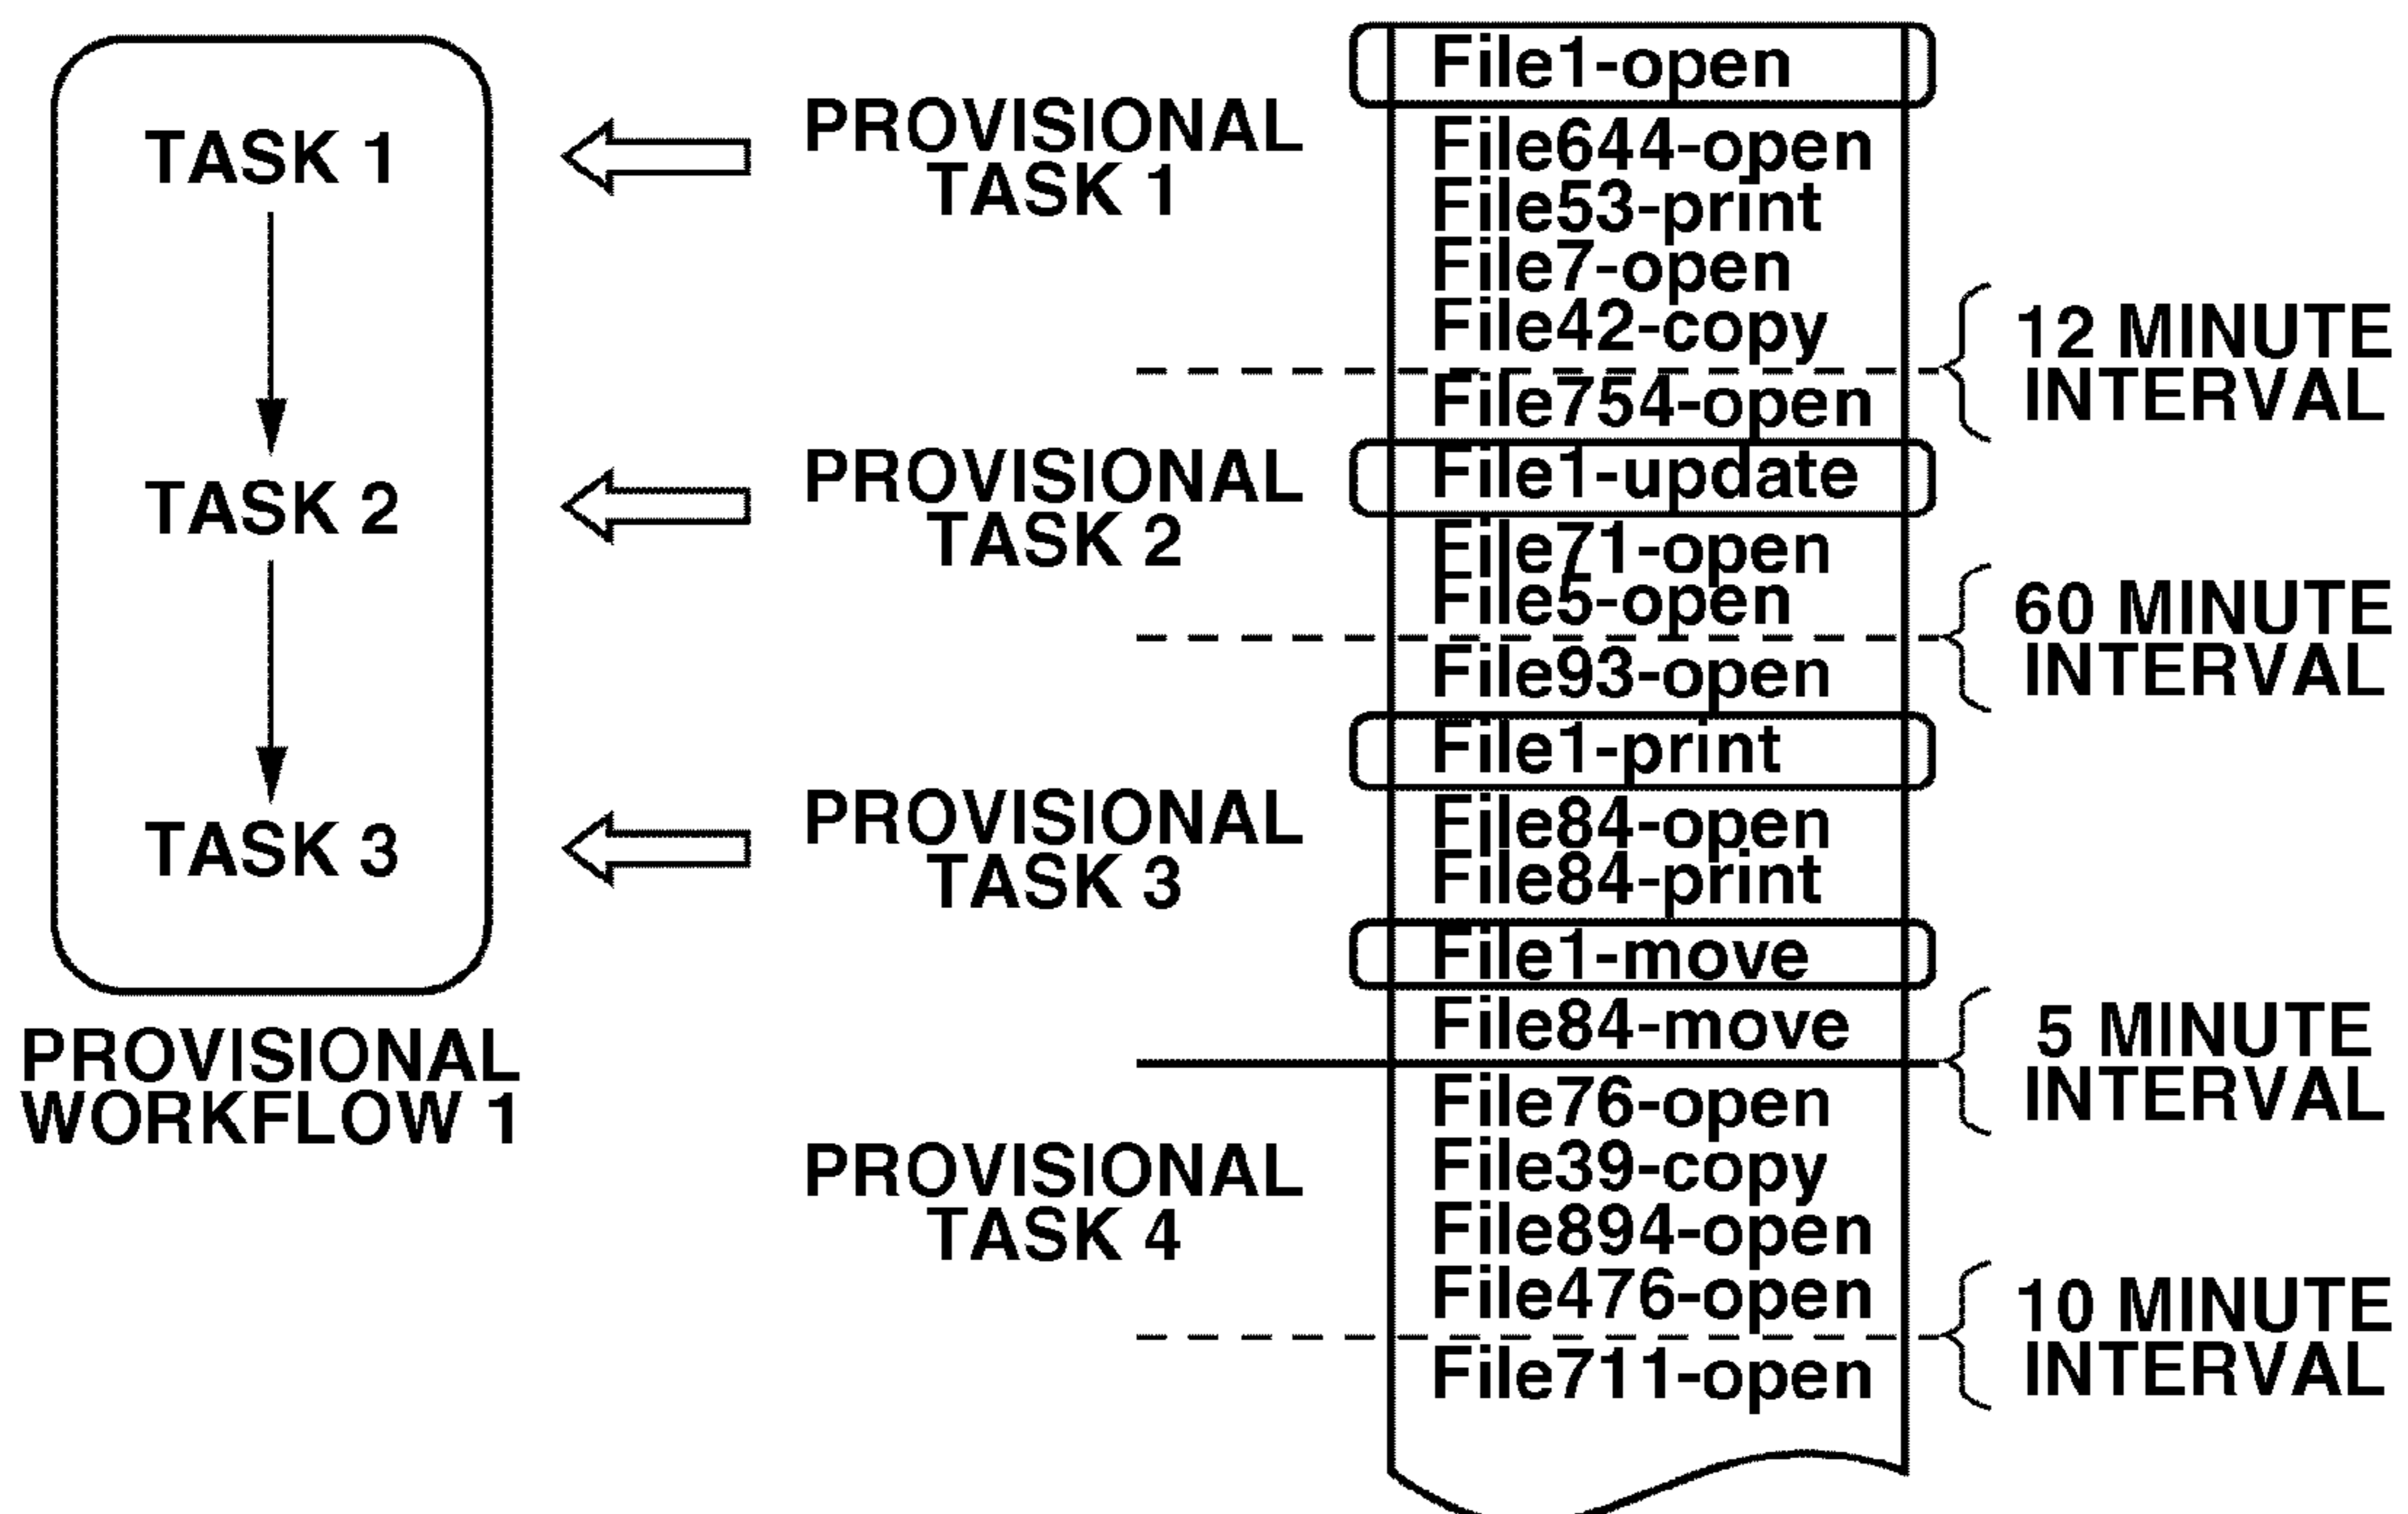 TASK 1
TASK 2
TASK 3
PROVISIONAL
WORKFLOW 1
PROVISIONAL
TASK 1
PROVISIONAL
TASK 2
PROVISIONAL
TASK 3
PROVISIONAL
TASK 4
File1-open
File644-open
File53-print
File7-open
File42-copy
File754-open
File1-update
File71-open
File5-open
File93-open
File1-print
File84-open
File84-print
File1-move
File84-move
File76-open
File39-copy
File894-open
File476-open
File711-open
12 MINUTE
INTERVAL
60 MINUTE
INTERVAL
5 MINUTE
INTERVAL
10 MINUTE
INTERVAL